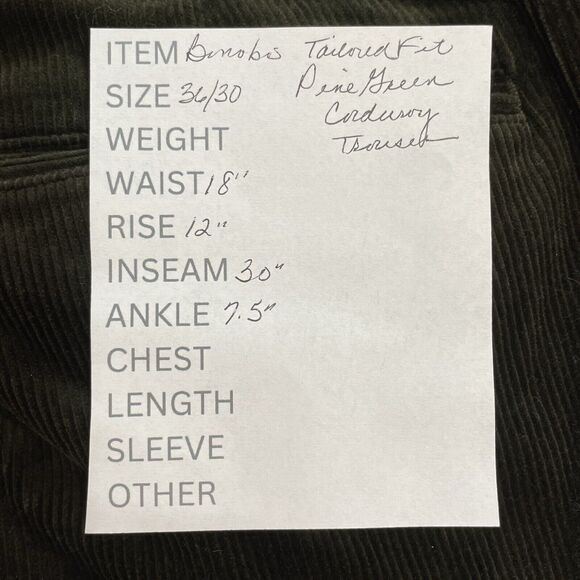 ITEM Bonobos Tailored Fit
SIZE 36/30 Pine Green
Corduroy
WEIGHT Trouser
WAIST 18"
RISE 12"
INSEAM 30"
ANKLE 7.5"
CHEST
LENGTH
SLEEVE
OTHER